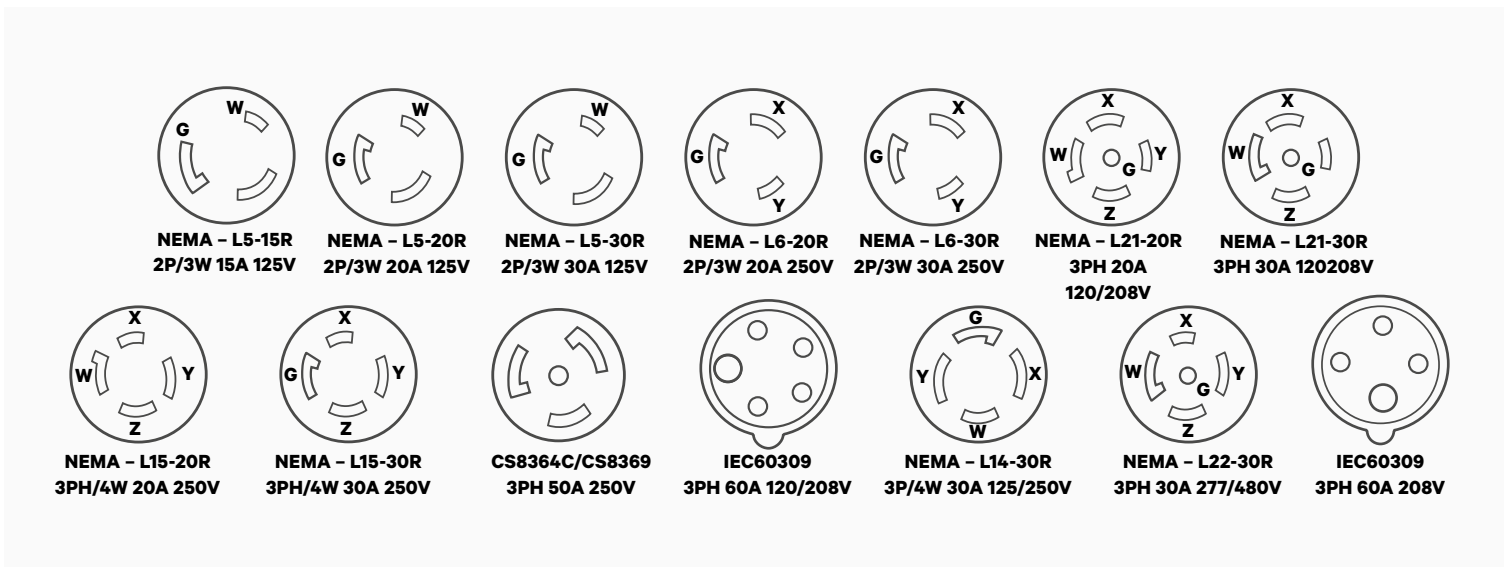 W
G
NEMA – L5-15R
2P/3W 15A 125V
W
G
NEMA – L5-20R
2P/3W 20A 125V
W
G
NEMA – L5-30R
2P/3W 30A 125V
X
G
Y
NEMA – L6-20R
2P/3W 20A 250V
X
G
Y
NEMA – L6-30R
2P/3W 30A 250V
X
W
Y
G
Z
NEMA – L21-20R
3PH 20A
120/208V
X
W
G
Z
NEMA – L21-30R
3PH 30A 120208V
X
W
Y
Z
NEMA – L15-20R
3PH/4W 20A 250V
X
G
Y
Z
NEMA – L15-30R
3PH/4W 30A 250V
CS8364C/CS8369
3PH 50A 250V
IEC60309
3PH 60A 120/208V
G
Y
X
W
NEMA – L14-30R
3P/4W 30A 125/250V
X
W
Y
G
Z
NEMA – L22-30R
3PH 30A 277/480V
IEC60309
3PH 60A 208V